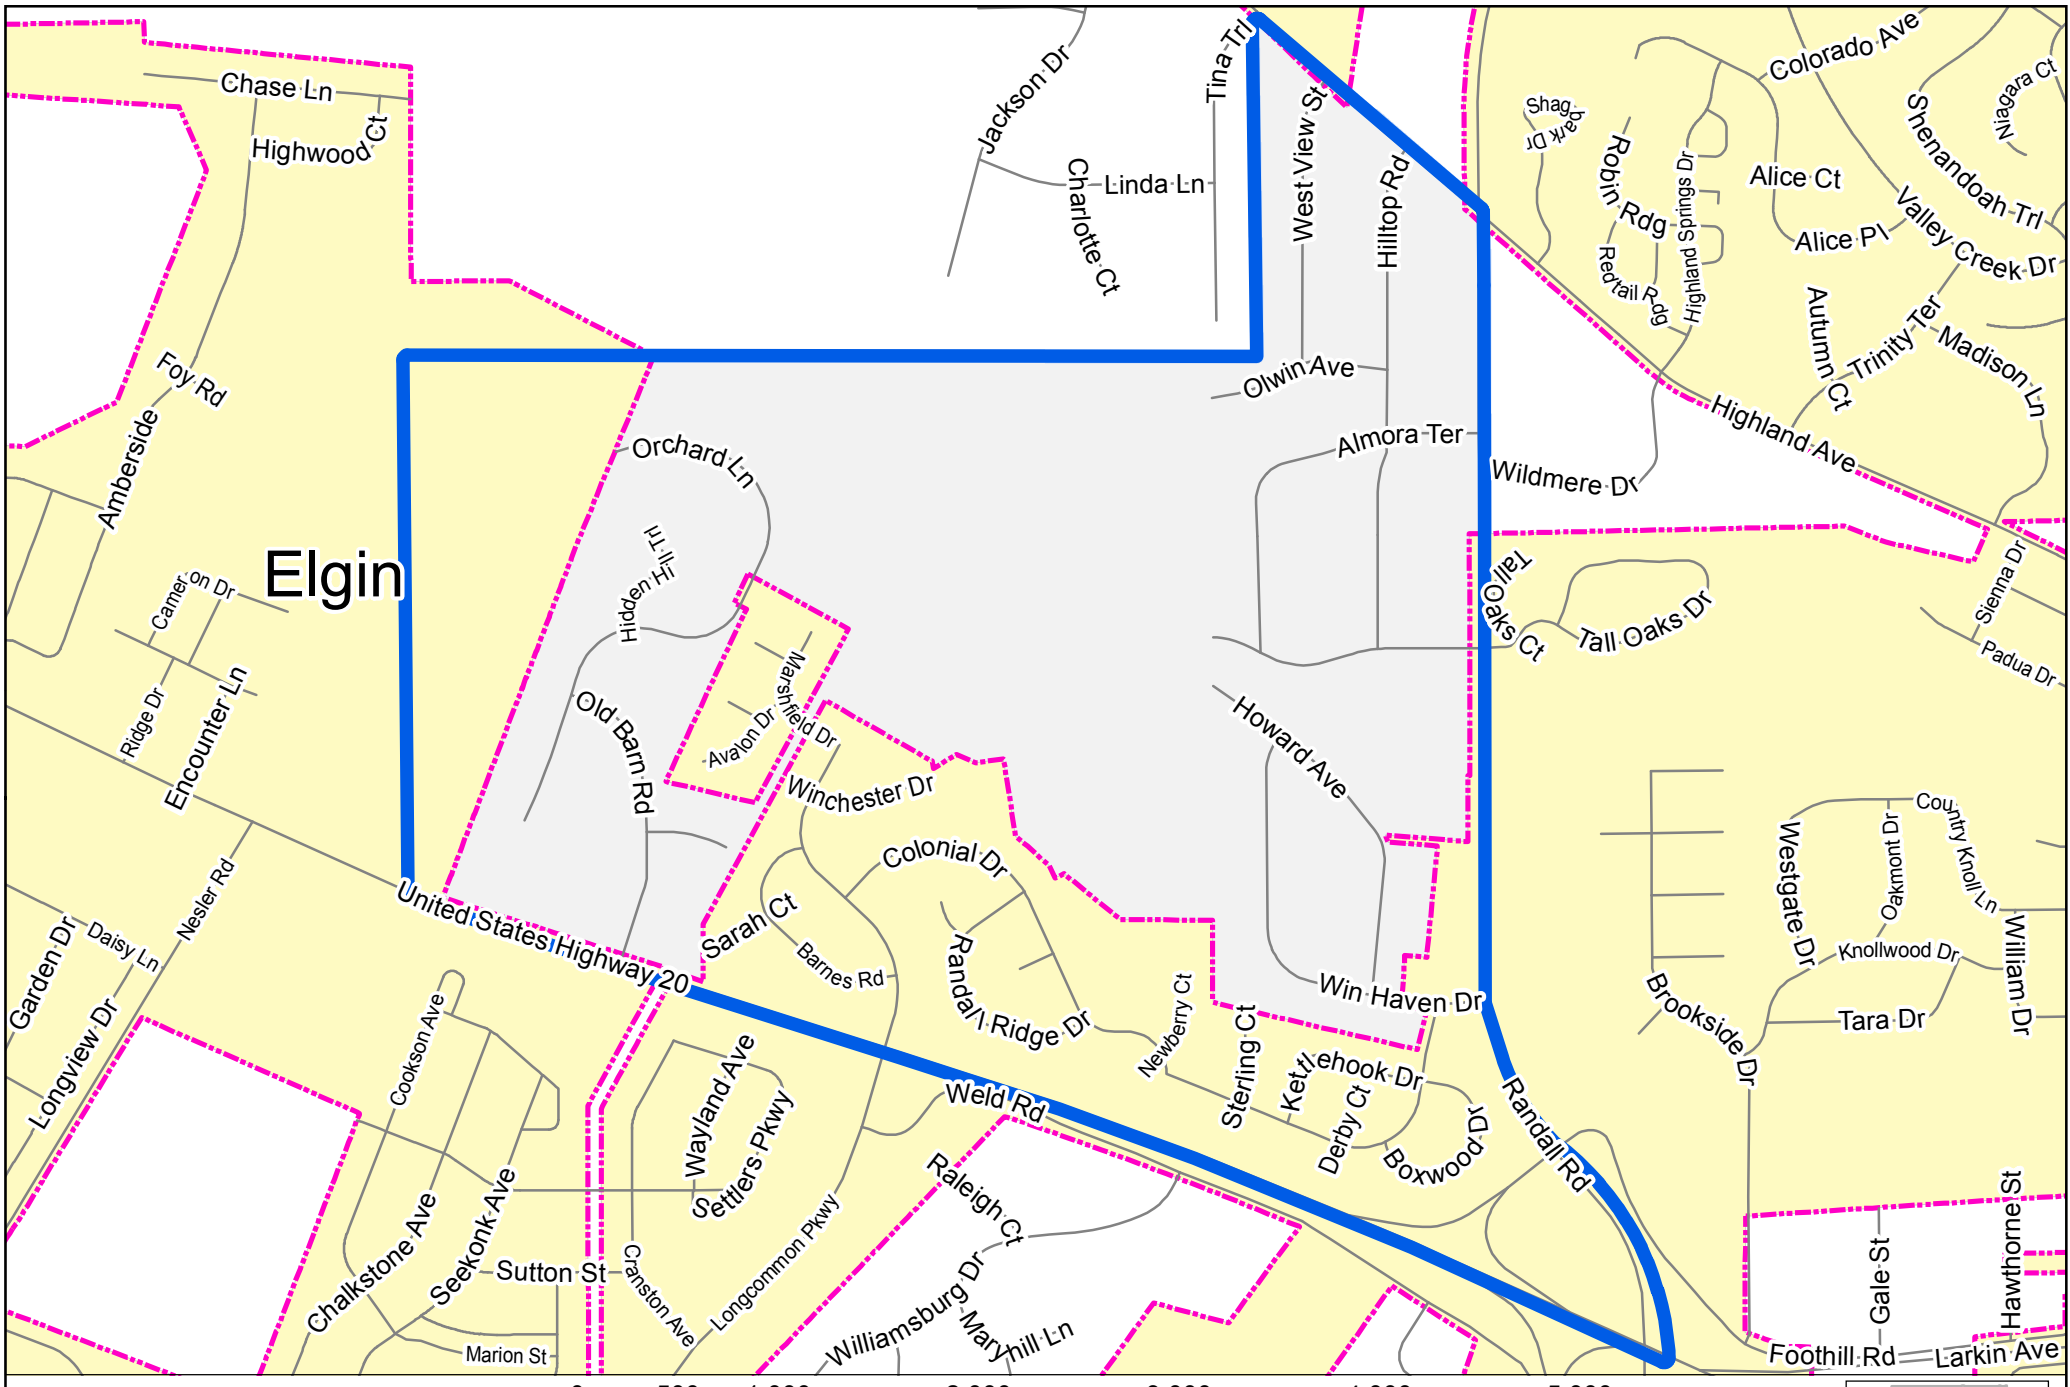 Chase Ln
Highwood Ct
Jackson Dr
Tina Trl
Linda Ln
Charlotte Ct
West View St
Hilltop Rd
Colorado Ave
Niagara Ct
Shenandoah Trl
Shag
bark Dr
Robin Rdg
Highland Springs Dr
Redtail Rdg
Alice Ct
Alice Pl
Valley Creek Dr
Autumn Ct
Trinity Ter
Madison Ln
Highland Ave
Foy Rd
Amberside
Olwin Ave
Almora Ter
Wildmere Dr
Orchard Ln
Hidden Hill Trl
Elgin
Cameron Dr
Ridge Dr
Encounter Ln
Tall Oaks Ct
Tall Oaks Dr
Sienna Dr
Padua Dr
Old Barn Rd
Marshfield Dr
Avalon Dr
Winchester Dr
Howard Ave
Colonial Dr
Sarah Ct
Barnes Rd
Randall Ridge Dr
Newberry Ct
Sterling Ct
Win Haven Dr
Kettlehook Dr
Derby Ct
Boxwood Dr
Randall Rd
Westgate Dr
Country Knoll Ln
Oakmont Dr
Knollwood Dr
William Dr
Brookside Dr
Tara Dr
Nesler Rd
United States Highway 20
Garden Dr
Daisy Ln
Longview Dr
Cookson Ave
Wayland Ave
Settlers Pkwy
Weld Rd
Raleigh Ct
Chalkstone Ave
Seekonk Ave
Sutton St
Marion St
Cranston Ave
Longcommon Pkwy
Williamsburg Dr
Maryhill Ln
Gale St
Hawthorne St
Foothill Rd
Larkin Ave